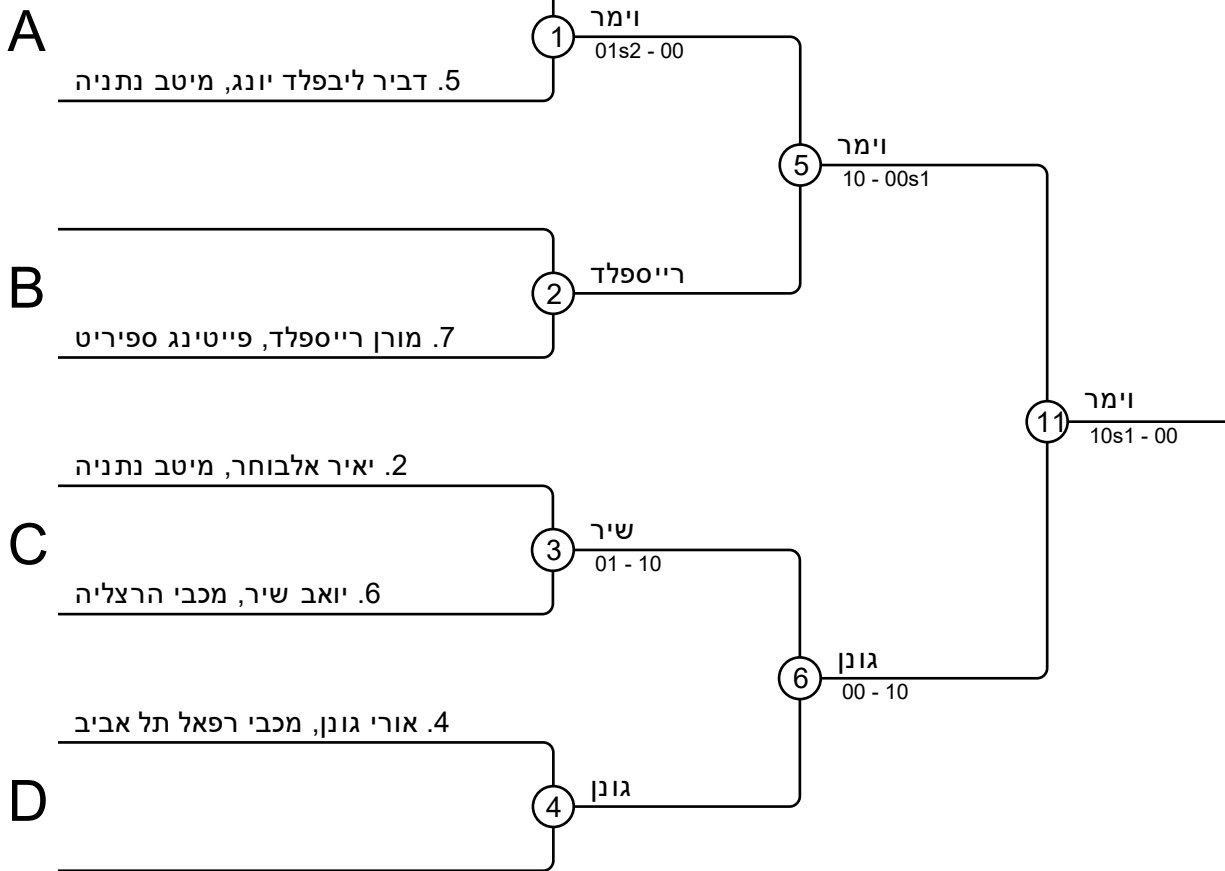 A
1
וימר
01s2 - 00
5. דביר ליבפלד יונג, מיטב נתניה
5
וימר
10 - 00s1
B
2
רייספלד
7. מורן רייספלד, פייטינג ספיריט
11
וימר
10s1 - 00
2. יאיר אלבוחר, מיטב נתניה
C
3
שיר
01 - 10
6. יואב שיר, מכבי הרצליה
6
גונן
00 - 10
4. אורי גונן, מכבי רפאל תל אביב
D
4
גונן